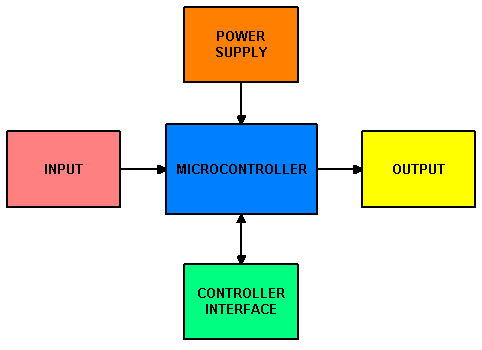 POWER
SUPPLY
INPUT
MICROCONTROLLER
OUTPUT
CONTROLLER
INTERFACE